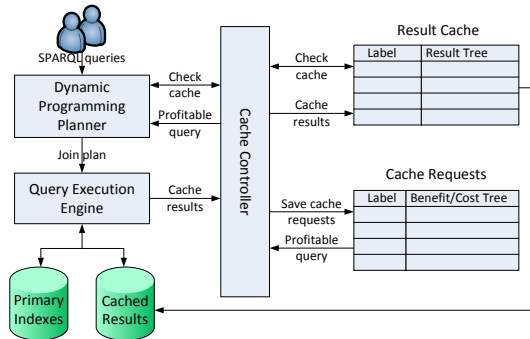 SPARQL queries
Dynamic
Programming
Planner
Join plan
Query Execution
Engine
Primary
Indexes
Cached
Results
Check
cache
Profitable
query
Cache
results
Cache Controller
Check
cache
Cache
results
Save cache
requests
Profitable
query
Result Cache
Label Result Tree
Cache Requests
Label Benefit/Cost Tree